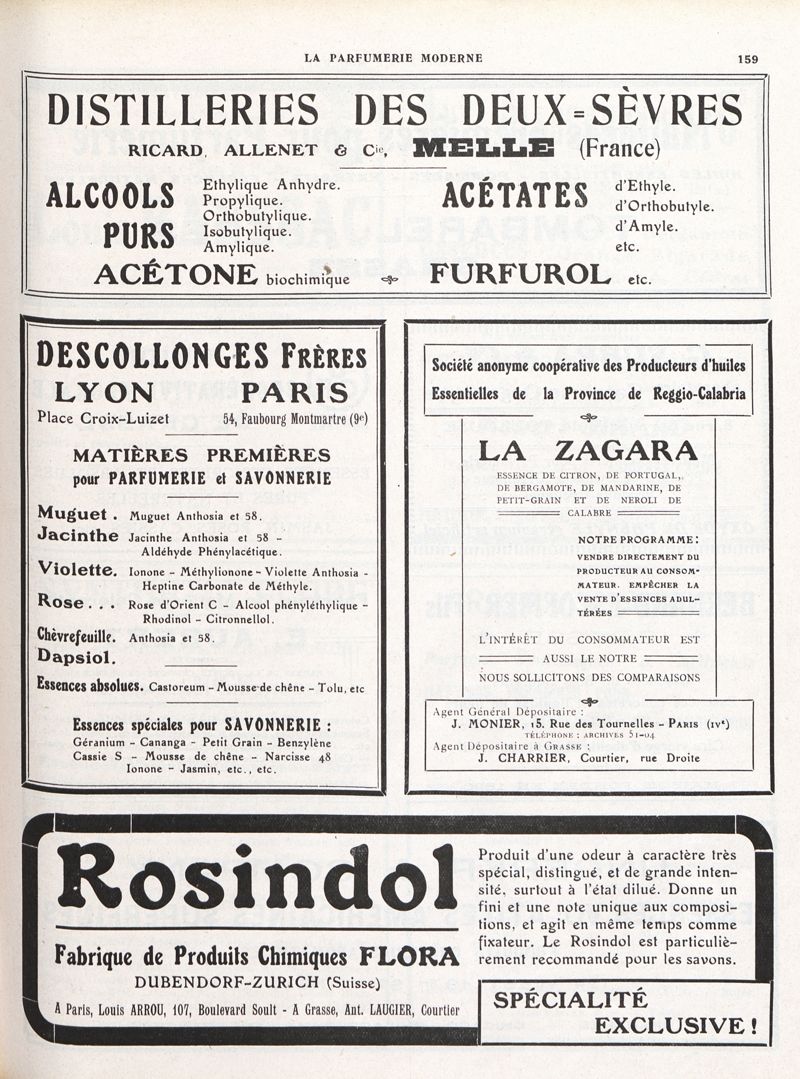 LA PARFUMERIE MODERNE 159
DISTILLERIES DES DEUX=SÈVRES
RICARD, ALLENET & Cie, MELLE (France)
ALCOOLS PURS
Ethylique Anhydre.
Propylique.
Orthobutylique.
Isobutylique.
Amylique.
ACÉTATES
d'Ethyle.
d'Orthobutyle.
d'Amyle.
etc.
ACÉTONE biochimique FURFUROL etc.
DESCOLLONGES FRÈRES
LYON PARIS
Place Croix-Luizet 54, Faubourg Montmartre (9e)
MATIÈRES PREMIÈRES
pour PARFUMERIE et SAVONNERIE
Muguet. Muguet Anthosia et 58.
Jacinthe Jacinthe Anthosia et 58 –
Aldéhyde Phénylacétique.
Violette. Ionone – Méthylionone – Violette Anthosia –
Heptine Carbonate de Méthyle.
Rose... Rose d'Orient C – Alcool phényléthylique –
Rhodinol – Citronnellol.
Chèvrefeuille. Anthosia et 58.
Dapsiol.
Essences absolues. Castoreum – Mousse de chêne – Tolu, etc
Essences spéciales pour SAVONNERIE :
Géranium – Cananga – Petit Grain – Benzylène
Cassie S – Mousse de chêne – Narcisse 48
Ionone – Jasmin, etc., etc.
Société anonyme coopérative des Producteurs d'huiles
Essentielles de la Province de Reggio-Calabria
LA ZAGARA
ESSENCE DE CITRON, DE PORTUGAL,
DE BERGAMOTE, DE MANDARINE, DE
PETIT-GRAIN ET DE NEROLI DE
CALABRE
NOTRE PROGRAMME :
VENDRE DIRECTEMENT DU
PRODUCTEUR AU CONSOM-
MATEUR. EMPÊCHER LA
VENTE D'ESSENCES ADUL-
TÉRÉES
L'INTÉRÊT DU CONSOMMATEUR EST
AUSSI LE NOTRE
NOUS SOLLICITONS DES COMPARAISONS
Agent Général Dépositaire :
J. MONIER, 15, Rue des Tournelles – PARIS (IVe)
TÉLÉPHONE : ARCHIVES 51-04
Agent Dépositaire à GRASSE :
J. CHARRIER, Courtier, rue Droite
Rosindol
Fabrique de Produits Chimiques FLORA
DUBENDORF-ZURICH (Suisse)
A Paris, Louis ARROU, 107, Boulevard Soult - A Grasse, Ant. LAUGIER, Courtier
Produit d'une odeur à caractère très
spécial, distingué, et de grande inten-
sité, surtout à l'état dilué. Donne un
fini et une note unique aux composi-
tions, et agit en même temps comme
fixateur. Le Rosindol est particuliè-
rement recommandé pour les savons.
SPÉCIALITÉ
EXCLUSIVE !